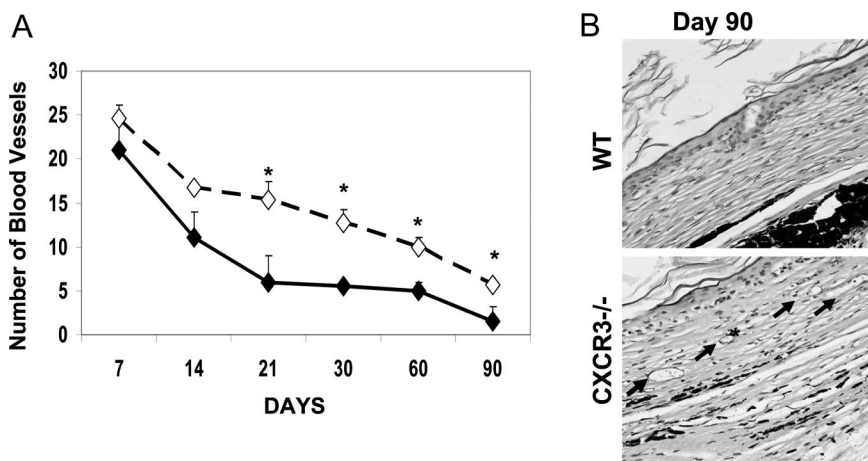 A
Number of Blood Vessels
30
25
20
15
10
5
0
*
*
*
*
7 14 21 30 60 90
DAYS
B
Day 90
WT
CXCR3-/-
*